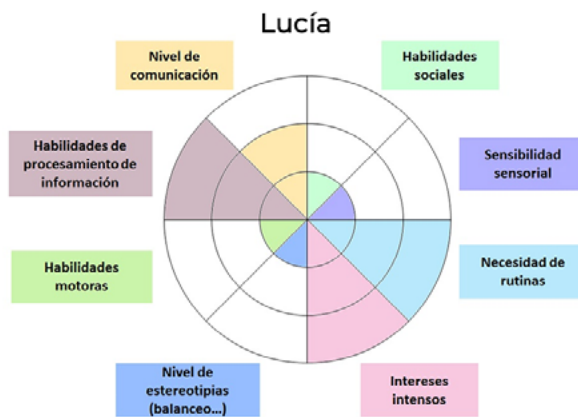 Lucía
Nivel de
comunicación
Habilidades
sociales
Habilidades de
procesamiento de
información
Sensibilidad
sensorial
Habilidades
motoras
Necesidad de
rutinas
Nivel de
estereotipias
(balanceo...)
Intereses
intensos